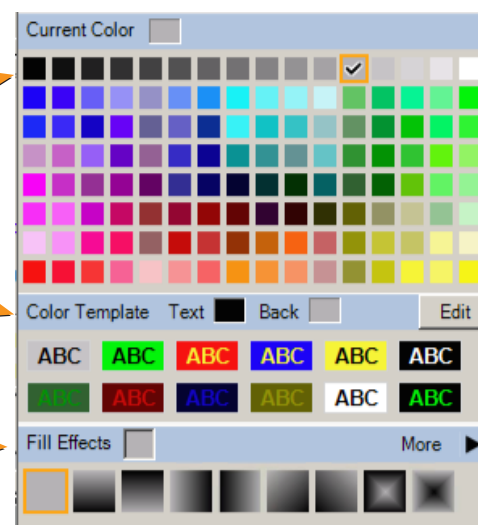 Current Color
Color Template Text Back Edit
ABC ABC ABC ABC ABC ABC
ABC ABC ABC ABC ABC ABC
Fill Effects More